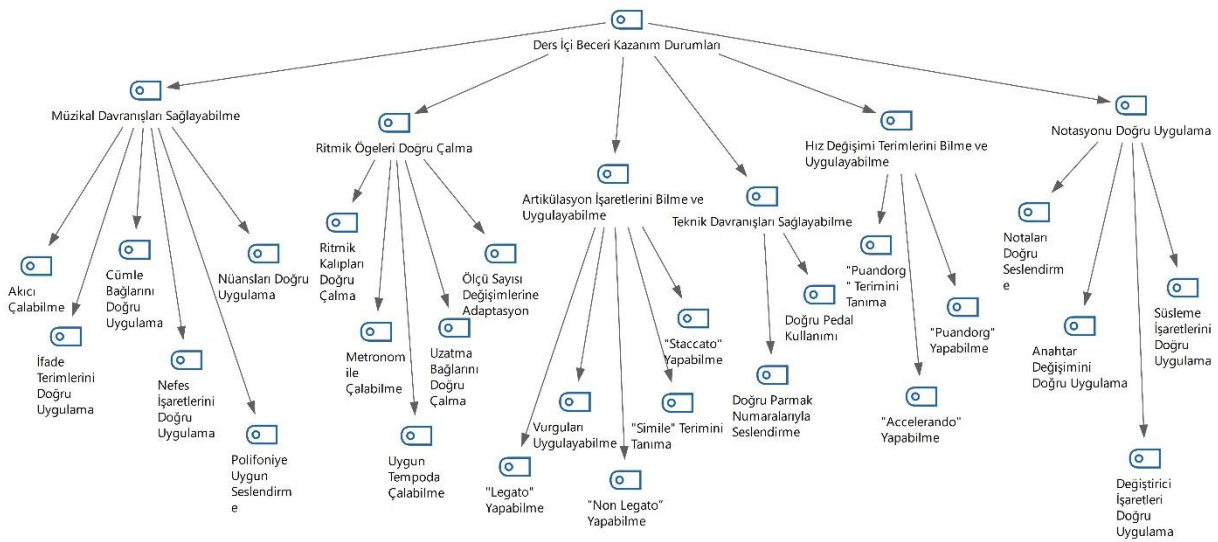 Ders İçi Beceri Kazanım Durumları
Müzikal Davranışları Sağlayabilme
Akıcı
Çalabilme
İfade
Terimlerini
Doğru
Uygulama
Cümle
Bağlarını
Doğru
Uygulama
Nefes
İşaretlerini
Doğru
Uygulama
Polifoniye
Uygun
Seslendirm
e
Nüansları Doğru
Uygulama
Ritmik Ögeleri Doğru Çalma
Ritmik
Kalıpları
Doğru
Çalma
Metronom
ile
Çalabilme
Uygun
Tempoda
Çalabilme
Uzatma
Bağlarını
Doğru
Çalma
Ölçü Sayısı
Değişimlerine
Adaptasyon
Artikülasyon İşaretlerini Bilme ve
Uygulayabilme
"Legato"
Yapabilme
Vurguları
Uygulayabilme
"Non Legato"
Yapabilme
"Simile" Terimini
Tanıma
"Staccato"
Yapabilme
Teknik Davranışları Sağlayabilme
Doğru Parmak
Numaralarıyla
Seslendirme
Doğru Pedal
Kullanımı
Hız Değişimi Terimlerini Bilme ve
Uygulayabilme
"Puandorg
" Terimini
Tanıma
"Accelerando"
Yapabilme
"Puandorg"
Yapabilme
Notasyonu Doğru Uygulama
Notaları
Doğru
Seslendirm
e
Anahtar
Değişimini
Doğru Uygulama
Değiştirici
İşaretleri
Doğru
Uygulama
Süsleme
İşaretlerini
Doğru
Uygulama